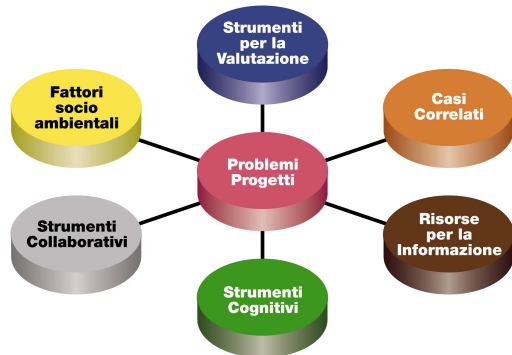 Strumenti
per la
Valutazione
Fattori
socio
ambientali
Casi
Correlati
Problemi
Progetti
Strumenti
Collaborativi
Risorse
per la
Informazione
Strumenti
Cognitivi